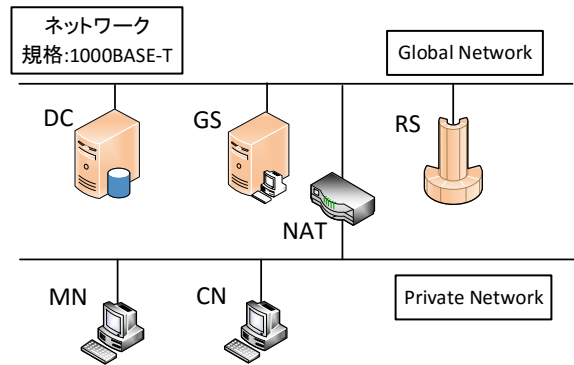 ネットワーク
規格:1000BASE-T
Global Network
DC
GS
RS
NAT
MN
CN
Private Network